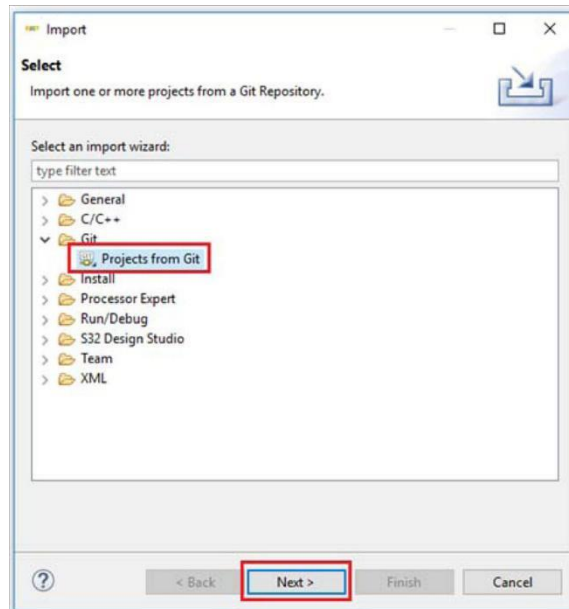 Import
Select
Import one or more projects from a Git Repository.
Select an import wizard:
type filter text
General
C/C++
Git
Projects from Git
Install
Processor Expert
Run/Debug
S32 Design Studio
Team
XML
< Back Next > Finish Cancel